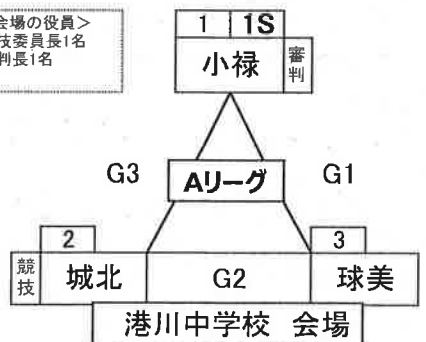 会場の役員＞
技委員長1名
判長1名
1 1S
小禄 審判
G3 Aリーグ G1
2 3
競技 城北 G2 球美
港川中学校 会場